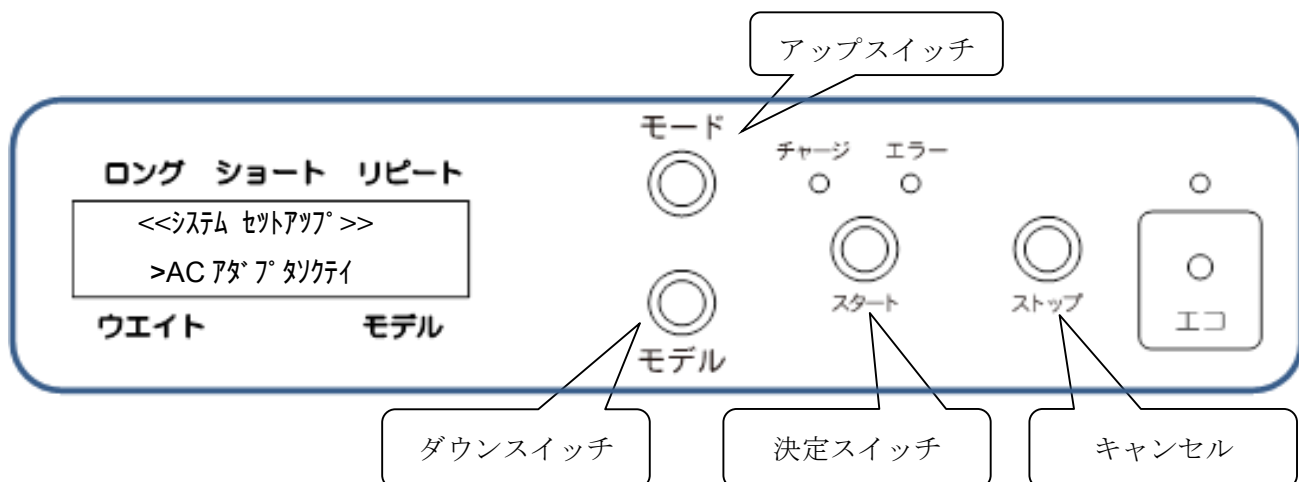 アップスイッチ
モード
チャージ エラー
ロング ショート リピート
<<システム セットアップ>>
>AC アダプタソクテイ
スタート
ストップ
エコ
ウエイト モデル
モデル
ダウンスイッチ
決定スイッチ
キャンセル